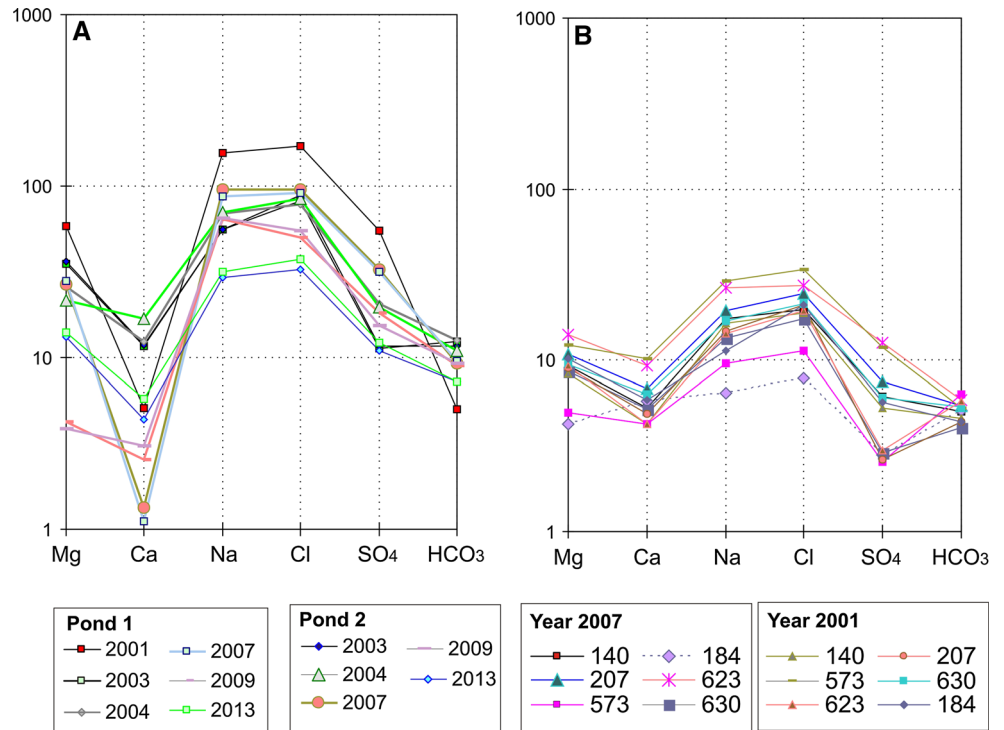 A
B
1000
100
10
1
Mg Ca Na Cl SO4 HCO3
1000
100
10
1
Mg Ca Na Cl SO4 HCO3
Pond 1
2001 2007
2003 2009
2004 2013
Pond 2
2003 2009
2004 2013
2007
Year 2007
140 184
207 623
573 630
Year 2001
140 207
573 630
623 184